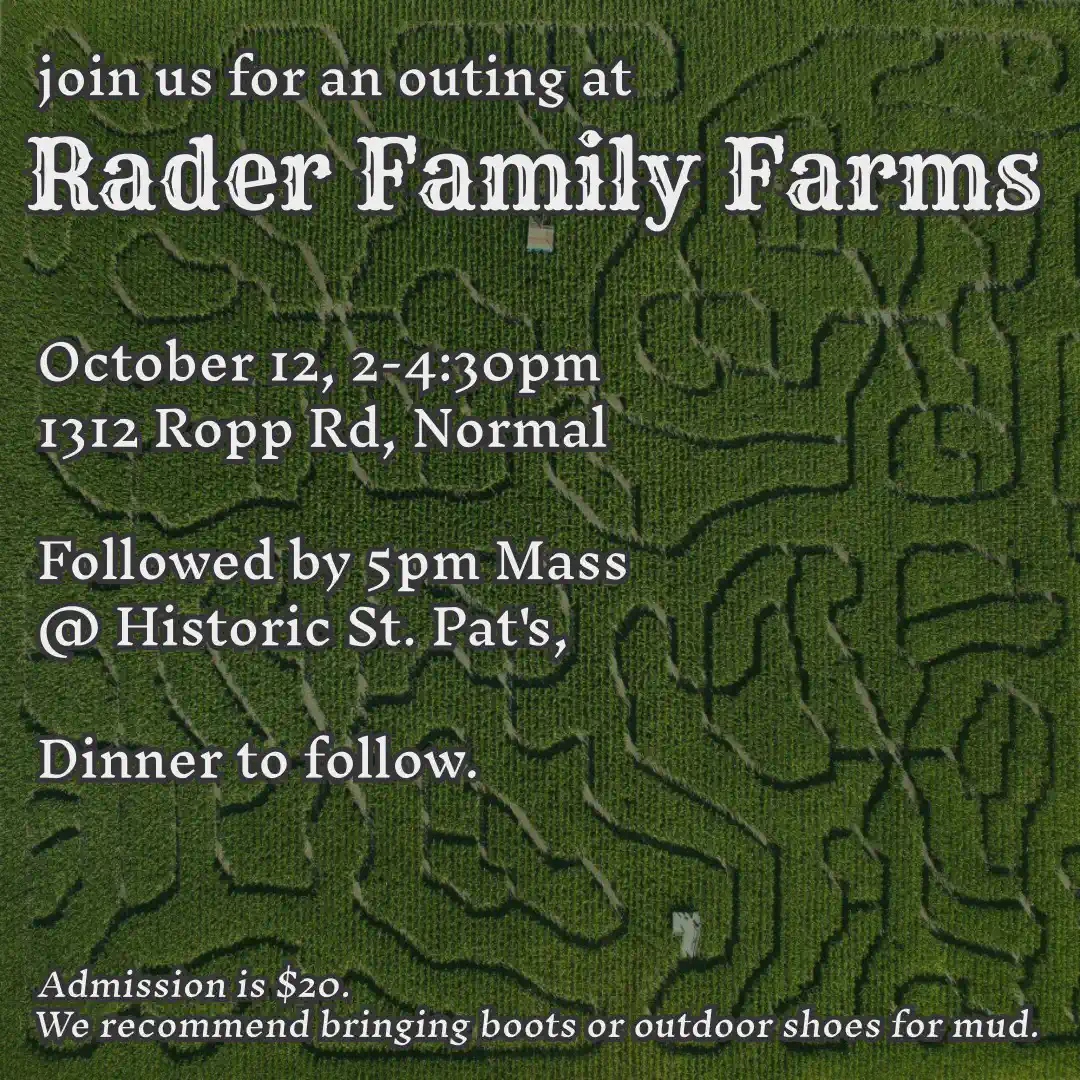 join us for an outing at
Rader Family Farms
October 12, 2-4:30pm
1312 Ropp Rd, Normal
Followed by 5pm Mass
@ Historic St. Pat's,
Dinner to follow.
Admission is $20.
We recommend bringing boots or outdoor shoes for mud.